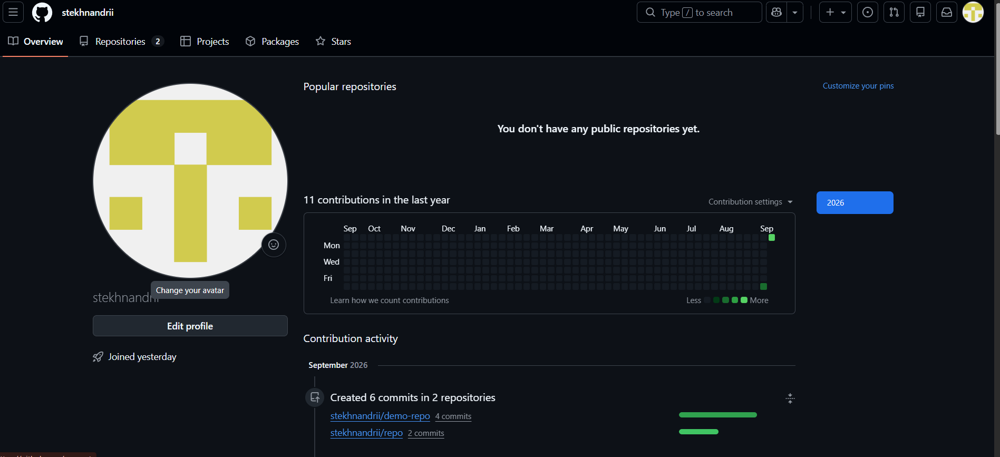 stekhnandrii
Type / to search
Overview Repositories 2 Projects Packages Stars
Popular repositories
Customize your pins
You don't have any public repositories yet.
11 contributions in the last year
Contribution settings
2026
Sep Oct Nov Dec Jan Feb Mar Apr May Jun Jul Aug Sep
Mon
Wed
Fri
Learn how we count contributions
Less More
Change your avatar
stekhnandrii
Edit profile
Joined yesterday
Contribution activity
September 2026
Created 6 commits in 2 repositories
stekhnandrii/demo-repo 4 commits
stekhnandrii/repo 2 commits